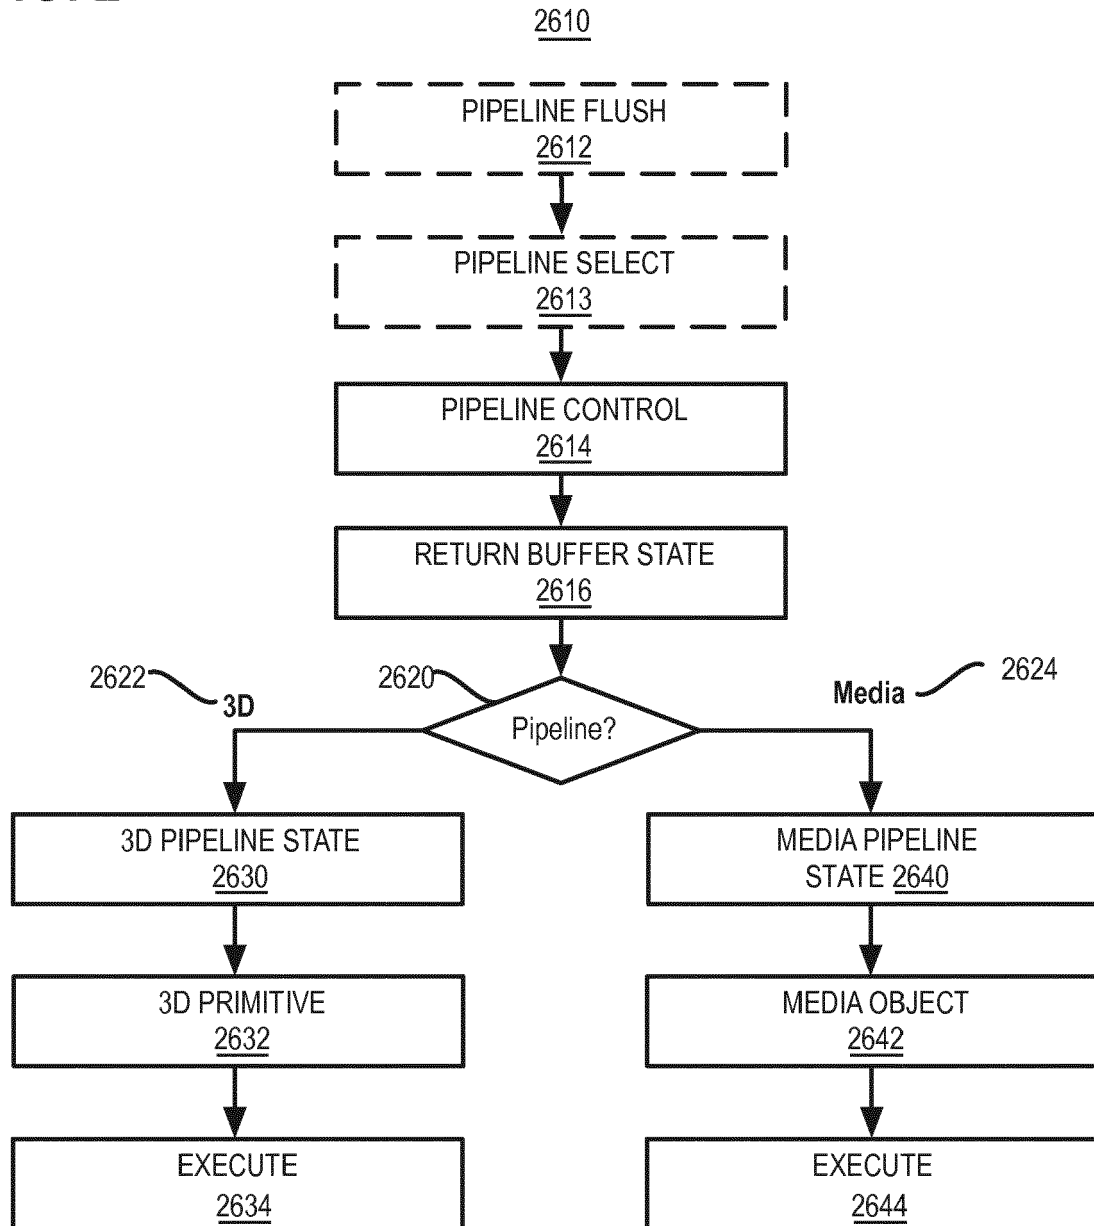 2610
PIPELINE FLUSH
2612
PIPELINE SELECT
2613
PIPELINE CONTROL
2614
RETURN BUFFER STATE
2616
2622
3D
2620
Pipeline?
Media
2624
3D PIPELINE STATE
2630
MEDIA PIPELINE
STATE 2640
3D PRIMITIVE
2632
MEDIA OBJECT
2642
EXECUTE
2634
EXECUTE
2644